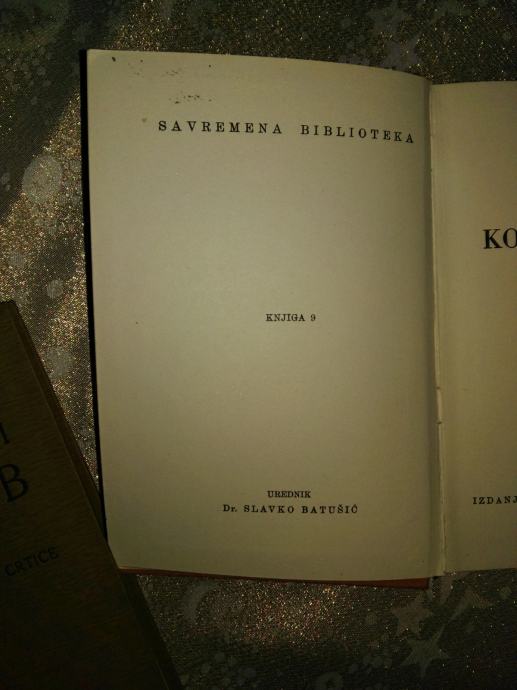 SAVREMENA BIBLIOTEKA
KNJIGA 9
UREDNIK
Dr. SLAVKO BATUŠIĆ
KO
IZDANJ
B
CRTICE